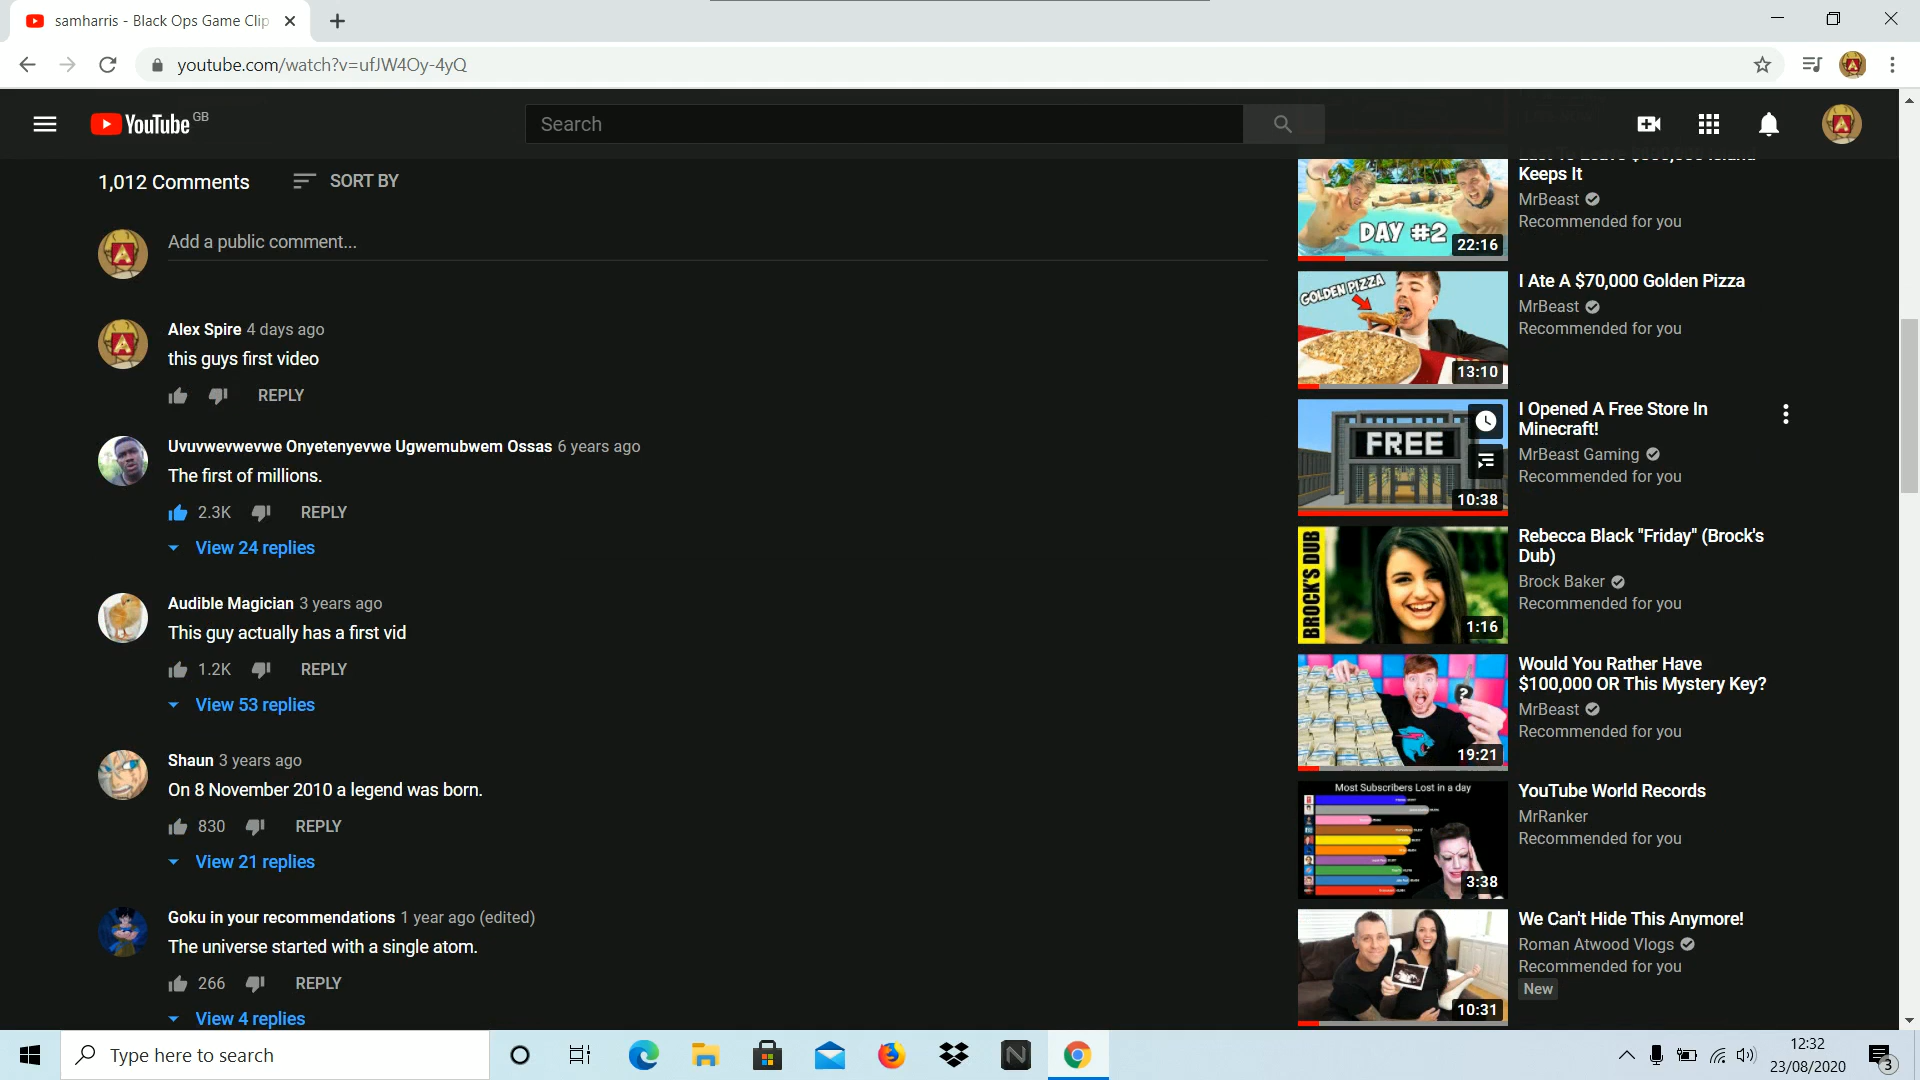 samharris - Black Ops Game Clip
youtube.com/watch?v=ufJW4Oy-4yQ
YouTube GB
Search
1,012 Comments
SORT BY
Add a public comment...
Alex Spire 4 days ago
this guys first video
REPLY
Uvuvwevwevwe Onyetenyevwe Ugwemubwem Ossas 6 years ago
The first of millions.
2.3K REPLY
View 24 replies
Audible Magician 3 years ago
This guy actually has a first vid
1.2K REPLY
View 53 replies
Shaun 3 years ago
On 8 November 2010 a legend was born.
830 REPLY
View 21 replies
Goku in your recommendations 1 year ago (edited)
The universe started with a single atom.
266 REPLY
View 4 replies
DAY #2
22:16
Keeps It
MrBeast
Recommended for you
GOLDEN PIZZA
13:10
I Ate A $70,000 Golden Pizza
MrBeast
Recommended for you
FREE
10:38
I Opened A Free Store In
Minecraft!
MrBeast Gaming
Recommended for you
BROCK'S DUB
1:16
Rebecca Black "Friday" (Brock's
Dub)
Brock Baker
Recommended for you
?
19:21
Would You Rather Have
$100,000 OR This Mystery Key?
MrBeast
Recommended for you
Most Subscribers Lost in a day
3:38
YouTube World Records
MrRanker
Recommended for you
10:31
We Can't Hide This Anymore!
Roman Atwood Vlogs
Recommended for you
New
Type here to search
12:32
23/08/2020
3